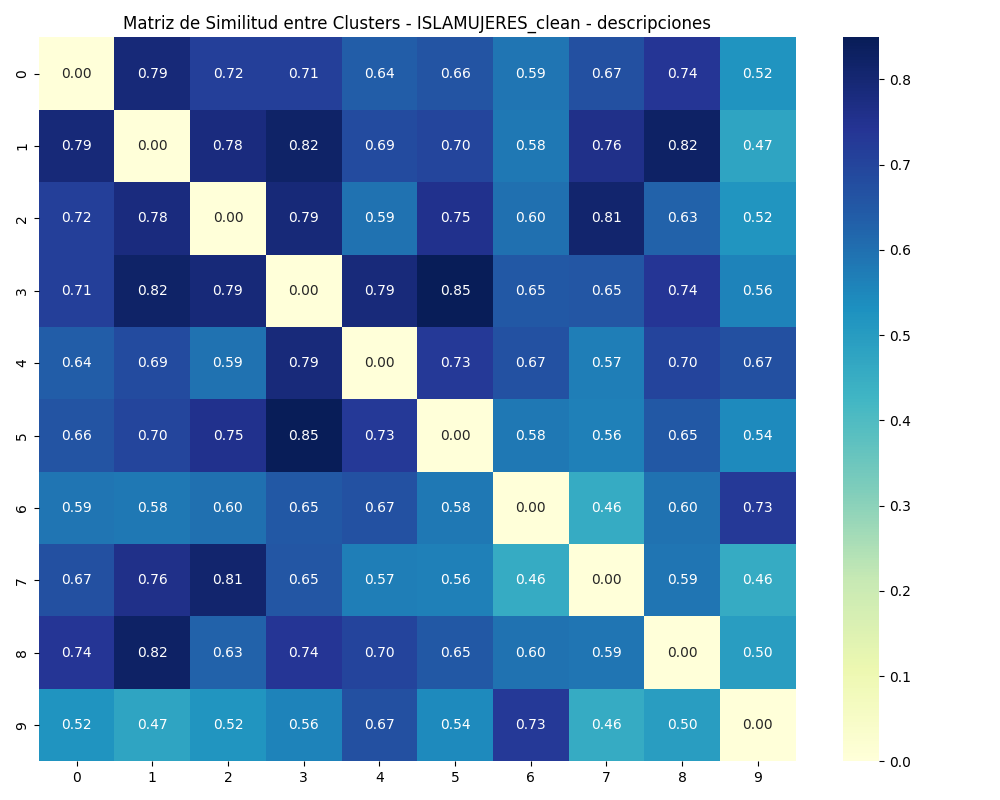 Matriz de Similitud entre Clusters - ISLAMUJERES_clean - descripciones
0 0.00 0.79 0.72 0.71 0.64 0.66 0.59 0.67 0.74 0.52
1 0.79 0.00 0.78 0.82 0.69 0.70 0.58 0.76 0.82 0.47
2 0.72 0.78 0.00 0.79 0.59 0.75 0.60 0.81 0.63 0.52
3 0.71 0.82 0.79 0.00 0.79 0.85 0.65 0.65 0.74 0.56
4 0.64 0.69 0.59 0.79 0.00 0.73 0.67 0.57 0.70 0.67
5 0.66 0.70 0.75 0.85 0.73 0.00 0.58 0.56 0.65 0.54
6 0.59 0.58 0.60 0.65 0.67 0.58 0.00 0.46 0.60 0.73
7 0.67 0.76 0.81 0.65 0.57 0.56 0.46 0.00 0.59 0.46
8 0.74 0.82 0.63 0.74 0.70 0.65 0.60 0.59 0.00 0.50
9 0.52 0.47 0.52 0.56 0.67 0.54 0.73 0.46 0.50 0.00
0 1 2 3 4 5 6 7 8 9
0.8
0.7
0.6
0.5
0.4
0.3
0.2
0.1
0.0